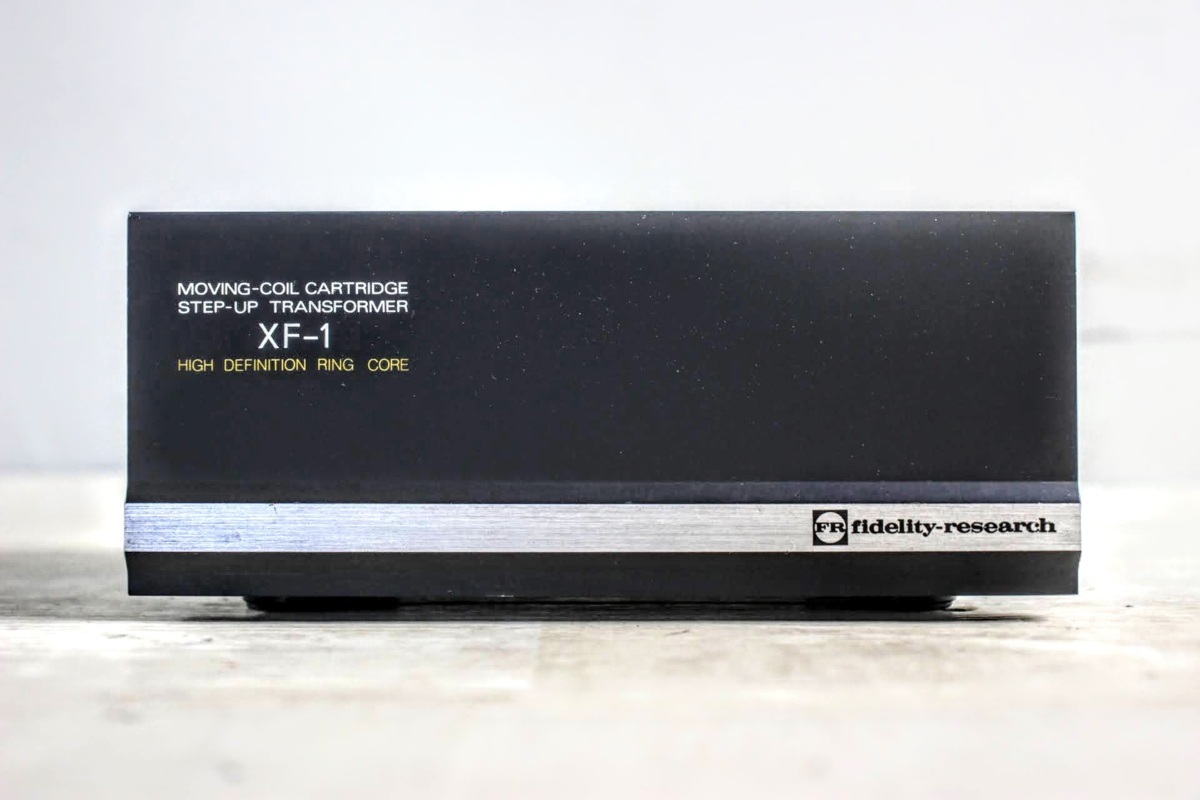 MOVING-COIL CARTRIDGE
STEP-UP TRANSFORMER
XF-1
HIGH DEFINITION RING CORE
FR fidelity-research